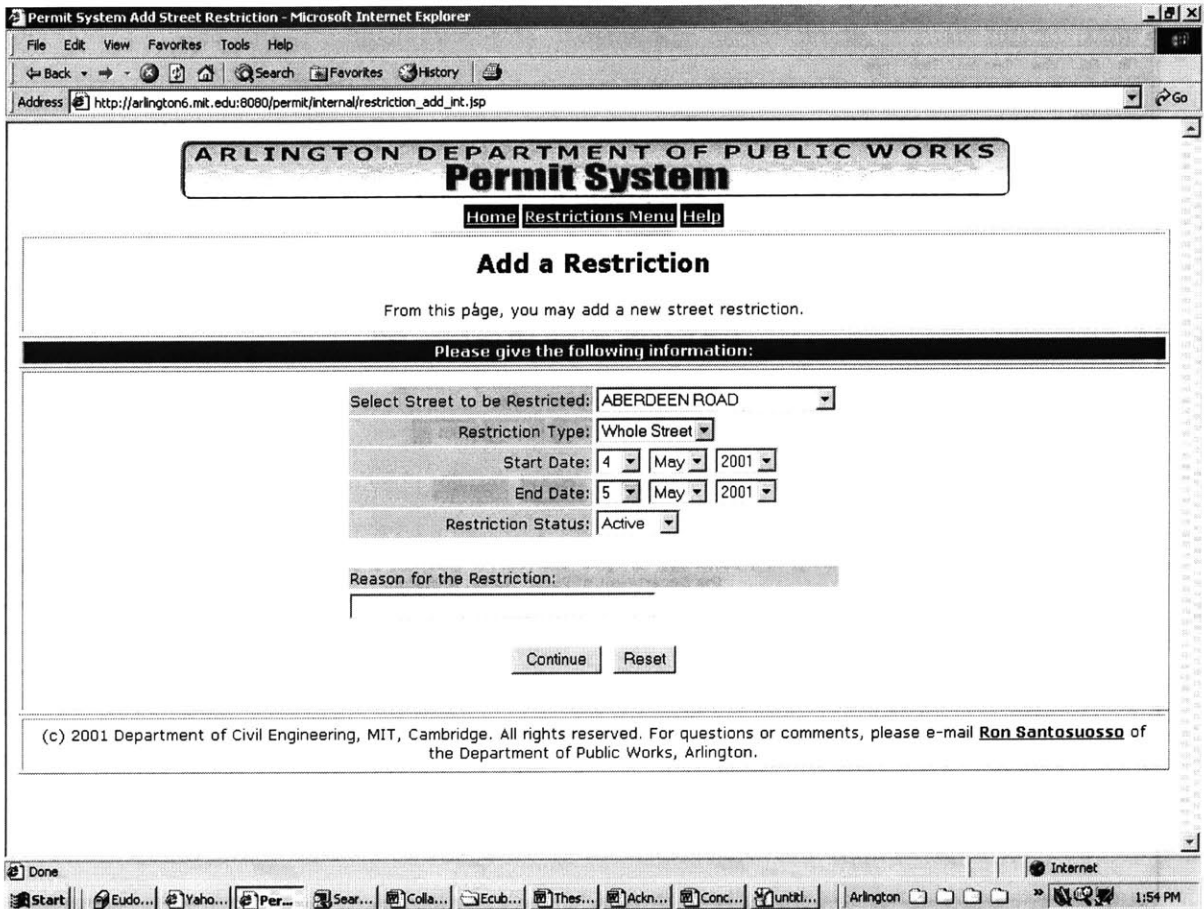 Permit System Add Street Restriction - Microsoft Internet Explorer
File Edit View Favorites Tools Help
Back Search Favorites History
Address http://arlington6.mit.edu:8080/permit/internal/restriction_add_int.jsp Go
ARLINGTON DEPARTMENT OF PUBLIC WORKS
Permit System
Home Restrictions Menu Help
Add a Restriction
From this page, you may add a new street restriction.
Please give the following information:
Select Street to be Restricted: ABERDEEN ROAD
Restriction Type: Whole Street
Start Date: 4 May 2001
End Date: 5 May 2001
Restriction Status: Active
Reason for the Restriction:
Continue Reset
(c) 2001 Department of Civil Engineering, MIT, Cambridge. All rights reserved. For questions or comments, please e-mail Ron Santosuosso of
the Department of Public Works, Arlington.
Done Internet
Start Eudo... Yaho... Per... Sear... Colla... Ecub... Thes... Ackn... Conc... untitl... Arlington » 1:54 PM